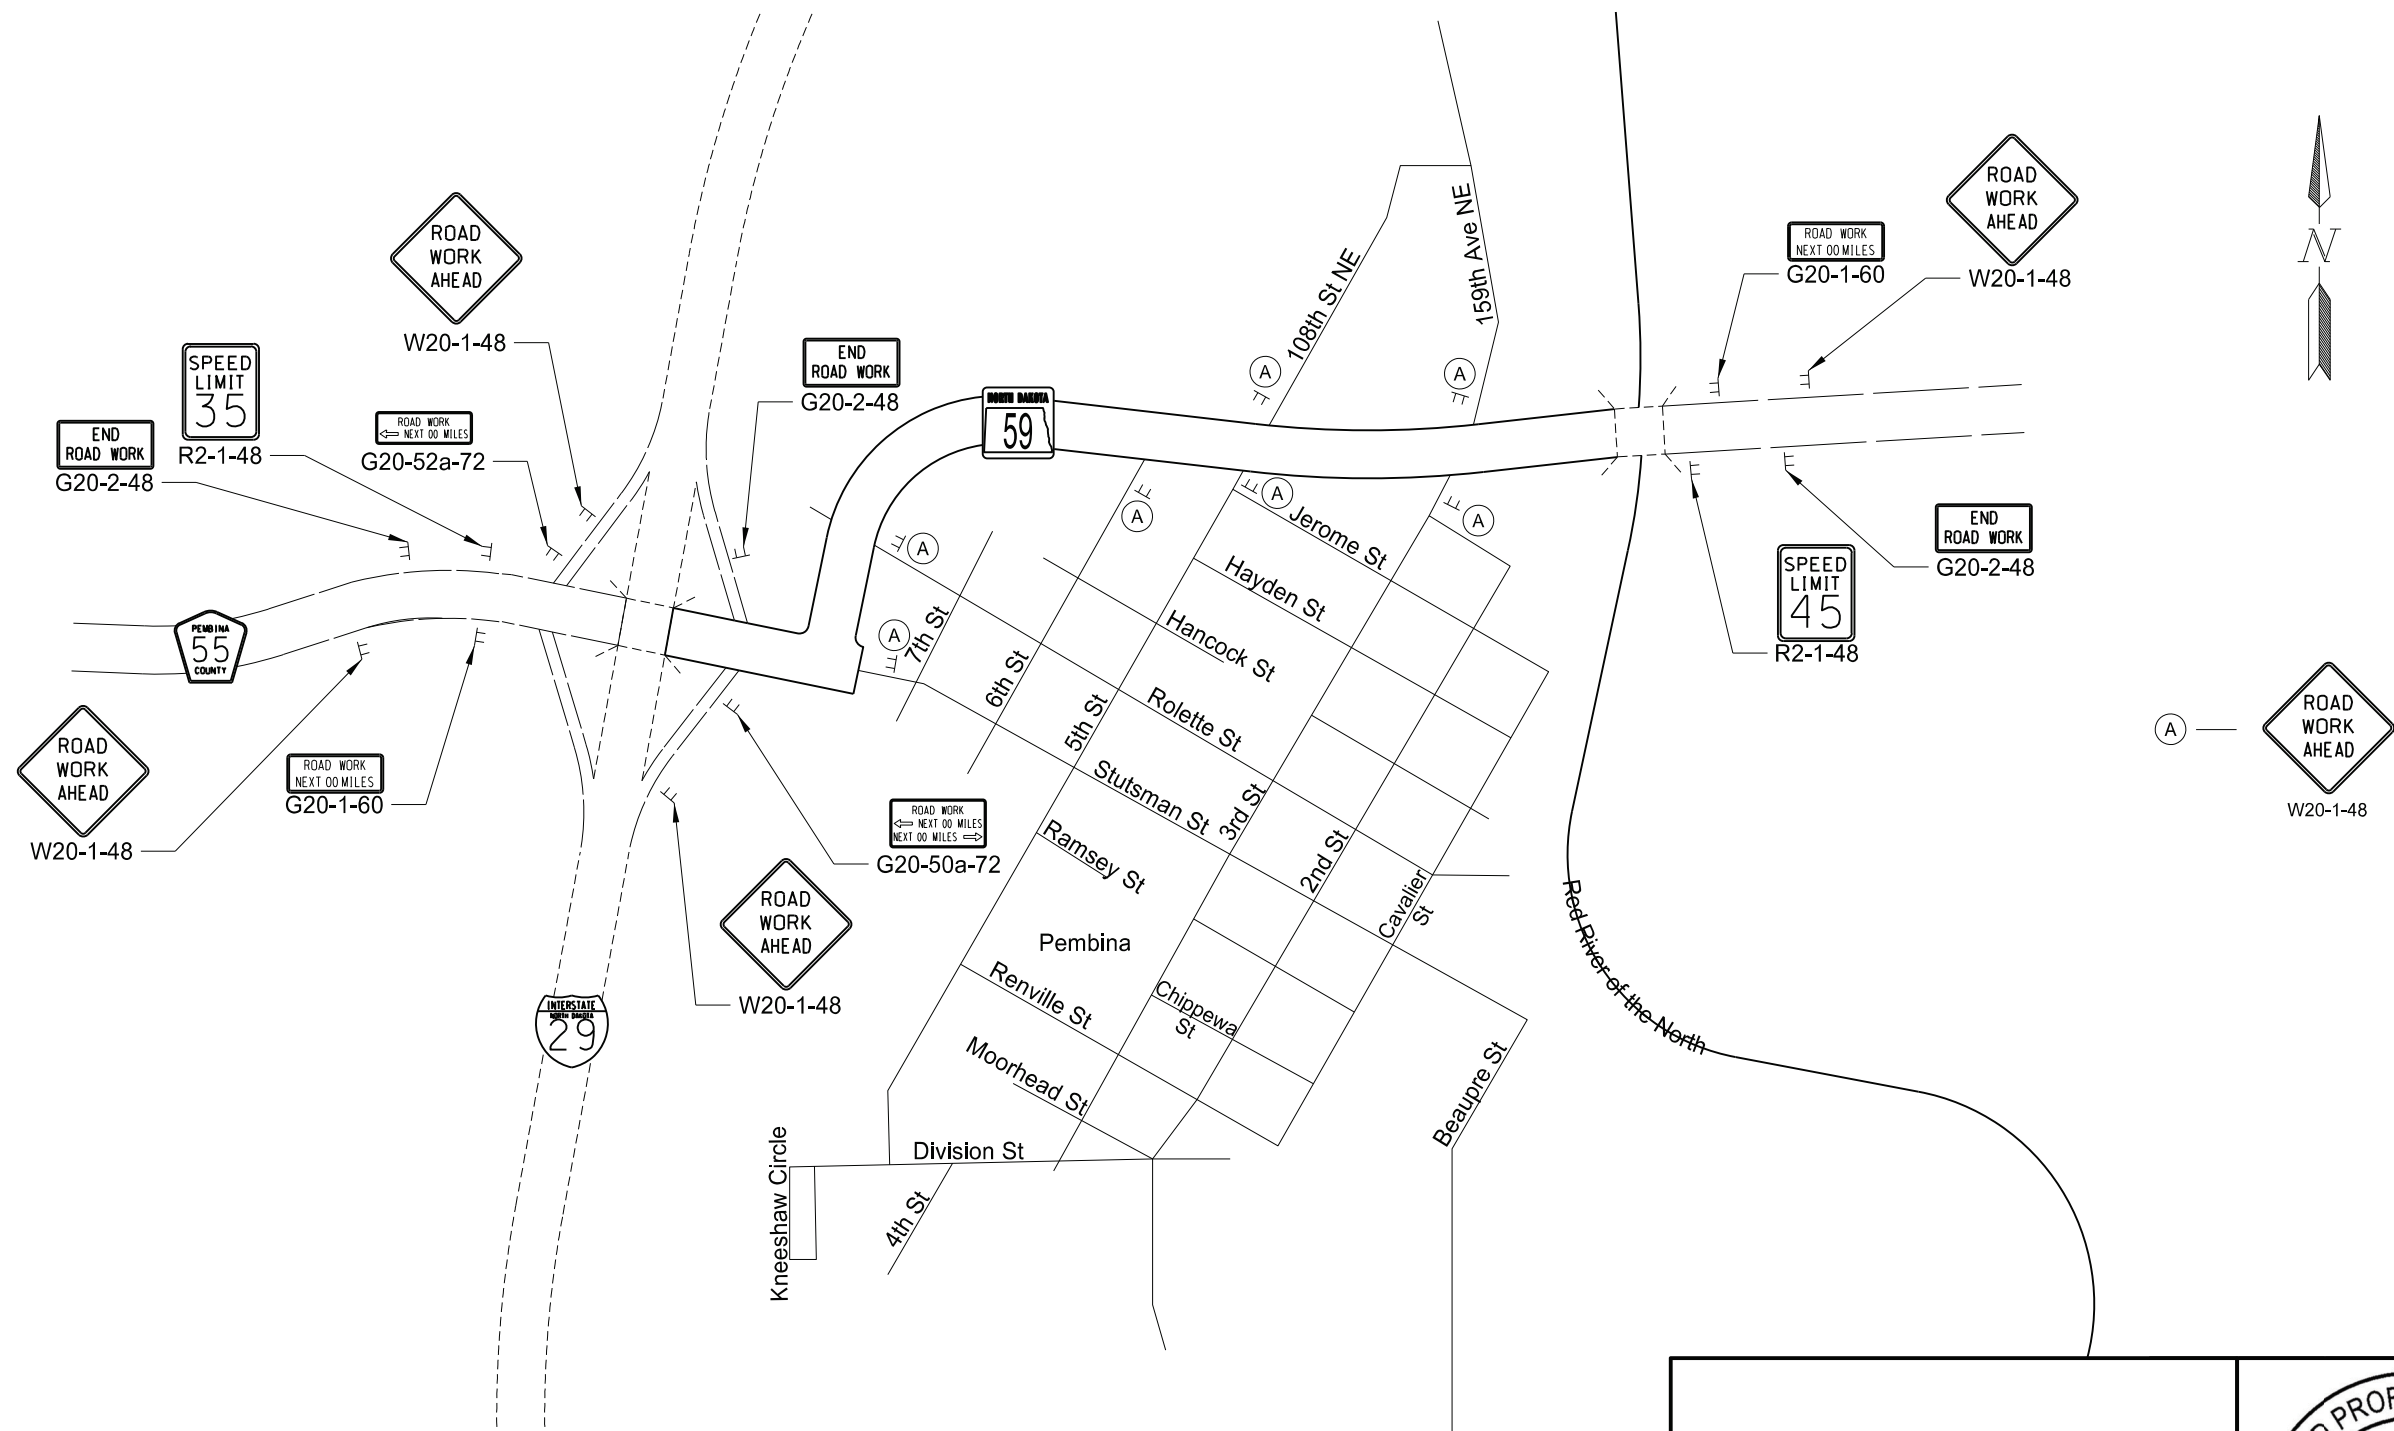 ROAD
WORK
AHEAD
W20-1-48
SPEED
LIMIT
35
R2-1-48
END
ROAD WORK
G20-2-48
ROAD WORK
NEXT 00 MILES
G20-52a-72
END
ROAD WORK
G20-2-48
NORTH DAKOTA
59
108th St NE
159th Ave NE
A
A
ROAD WORK
NEXT 00 MILES
G20-1-60
ROAD
WORK
AHEAD
W20-1-48
N
PEMBINA
55
COUNTY
ROAD
WORK
AHEAD
W20-1-48
ROAD WORK
NEXT 00 MILES
G20-1-60
A
A
A
A
A
7th St
6th St
5th St
3rd St
2nd St
Jerome St
Hayden St
Hancock St
Rolette St
Stutsman St
Ramsey St
Pembina
Cavalier
St
Renville St
Chippewa
St
Moorhead St
Division St
Kneeshaw Circle
4th St
Beaupre St
Red River of the North
END
ROAD WORK
G20-2-48
SPEED
LIMIT
45
R2-1-48
ROAD WORK
NEXT 00 MILES
NEXT 00 MILES
G20-50a-72
ROAD
WORK
AHEAD
W20-1-48
INTERSTATE
NORTH DAKOTA
29
A
ROAD
WORK
AHEAD
W20-1-48